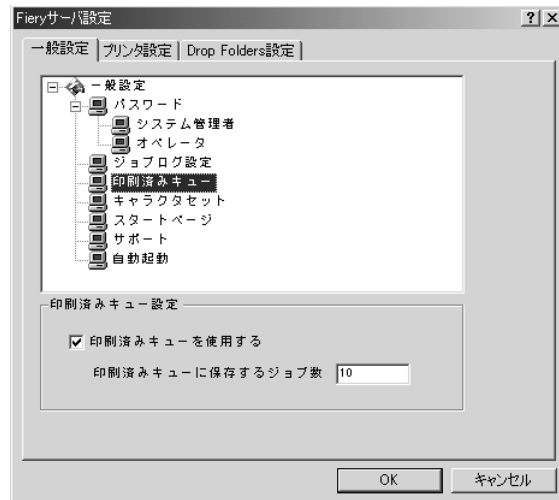 Fieryサーバ設定
一般設定 プリンタ設定 Drop Folders設定
一般設定
パスワード
システム管理者
オペレータ
ジョブログ設定
印刷済みキュー
キャラクタセット
スタートページ
サポート
自動起動
印刷済みキュー設定
印刷済みキューを使用する
印刷済みキューに保存するジョブ数 10
OK キャンセル